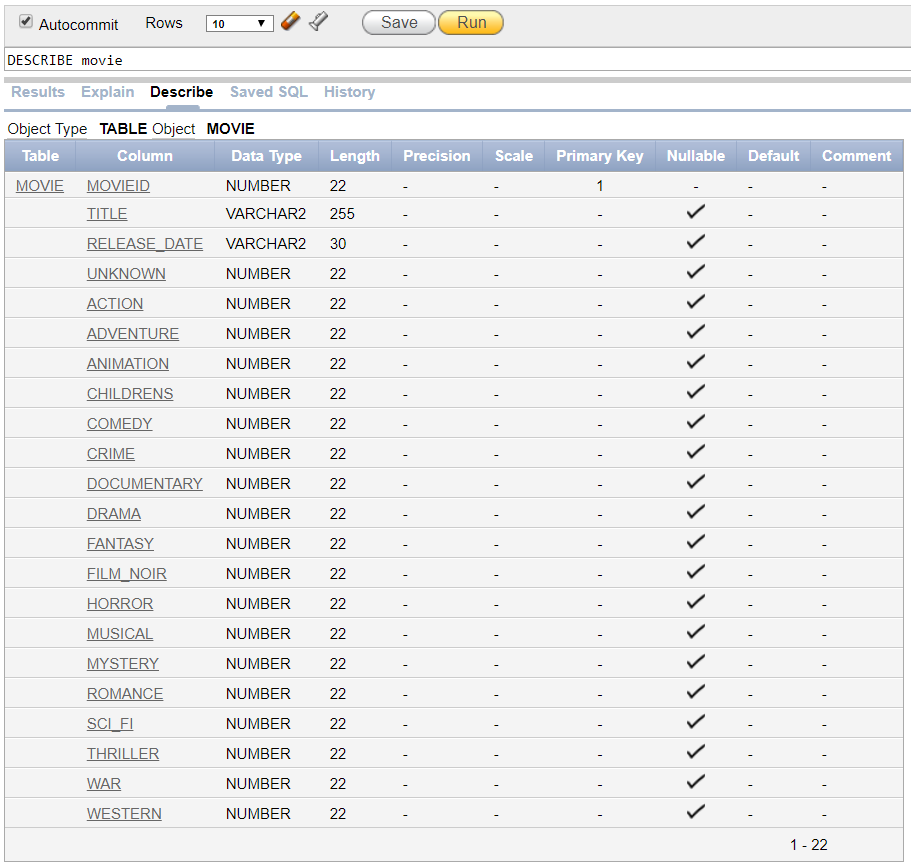 Autocommit Rows 10 Save Run
DESCRIBE movie
Results Explain Describe Saved SQL History
Object Type TABLE Object MOVIE
Table Column Data Type Length Precision Scale Primary Key Nullable Default Comment
MOVIE MOVIEID NUMBER 22 - - 1 - - -
TITLE VARCHAR2 255 - - - ✓ - -
RELEASE_DATE VARCHAR2 30 - - - ✓ - -
UNKNOWN NUMBER 22 - - - ✓ - -
ACTION NUMBER 22 - - - ✓ - -
ADVENTURE NUMBER 22 - - - ✓ - -
ANIMATION NUMBER 22 - - - ✓ - -
CHILDRENS NUMBER 22 - - - ✓ - -
COMEDY NUMBER 22 - - - ✓ - -
CRIME NUMBER 22 - - - ✓ - -
DOCUMENTARY NUMBER 22 - - - ✓ - -
DRAMA NUMBER 22 - - - ✓ - -
FANTASY NUMBER 22 - - - ✓ - -
FILM_NOIR NUMBER 22 - - - ✓ - -
HORROR NUMBER 22 - - - ✓ - -
MUSICAL NUMBER 22 - - - ✓ - -
MYSTERY NUMBER 22 - - - ✓ - -
ROMANCE NUMBER 22 - - - ✓ - -
SCI_FI NUMBER 22 - - - ✓ - -
THRILLER NUMBER 22 - - - ✓ - -
WAR NUMBER 22 - - - ✓ - -
WESTERN NUMBER 22 - - - ✓ - -
1 - 22